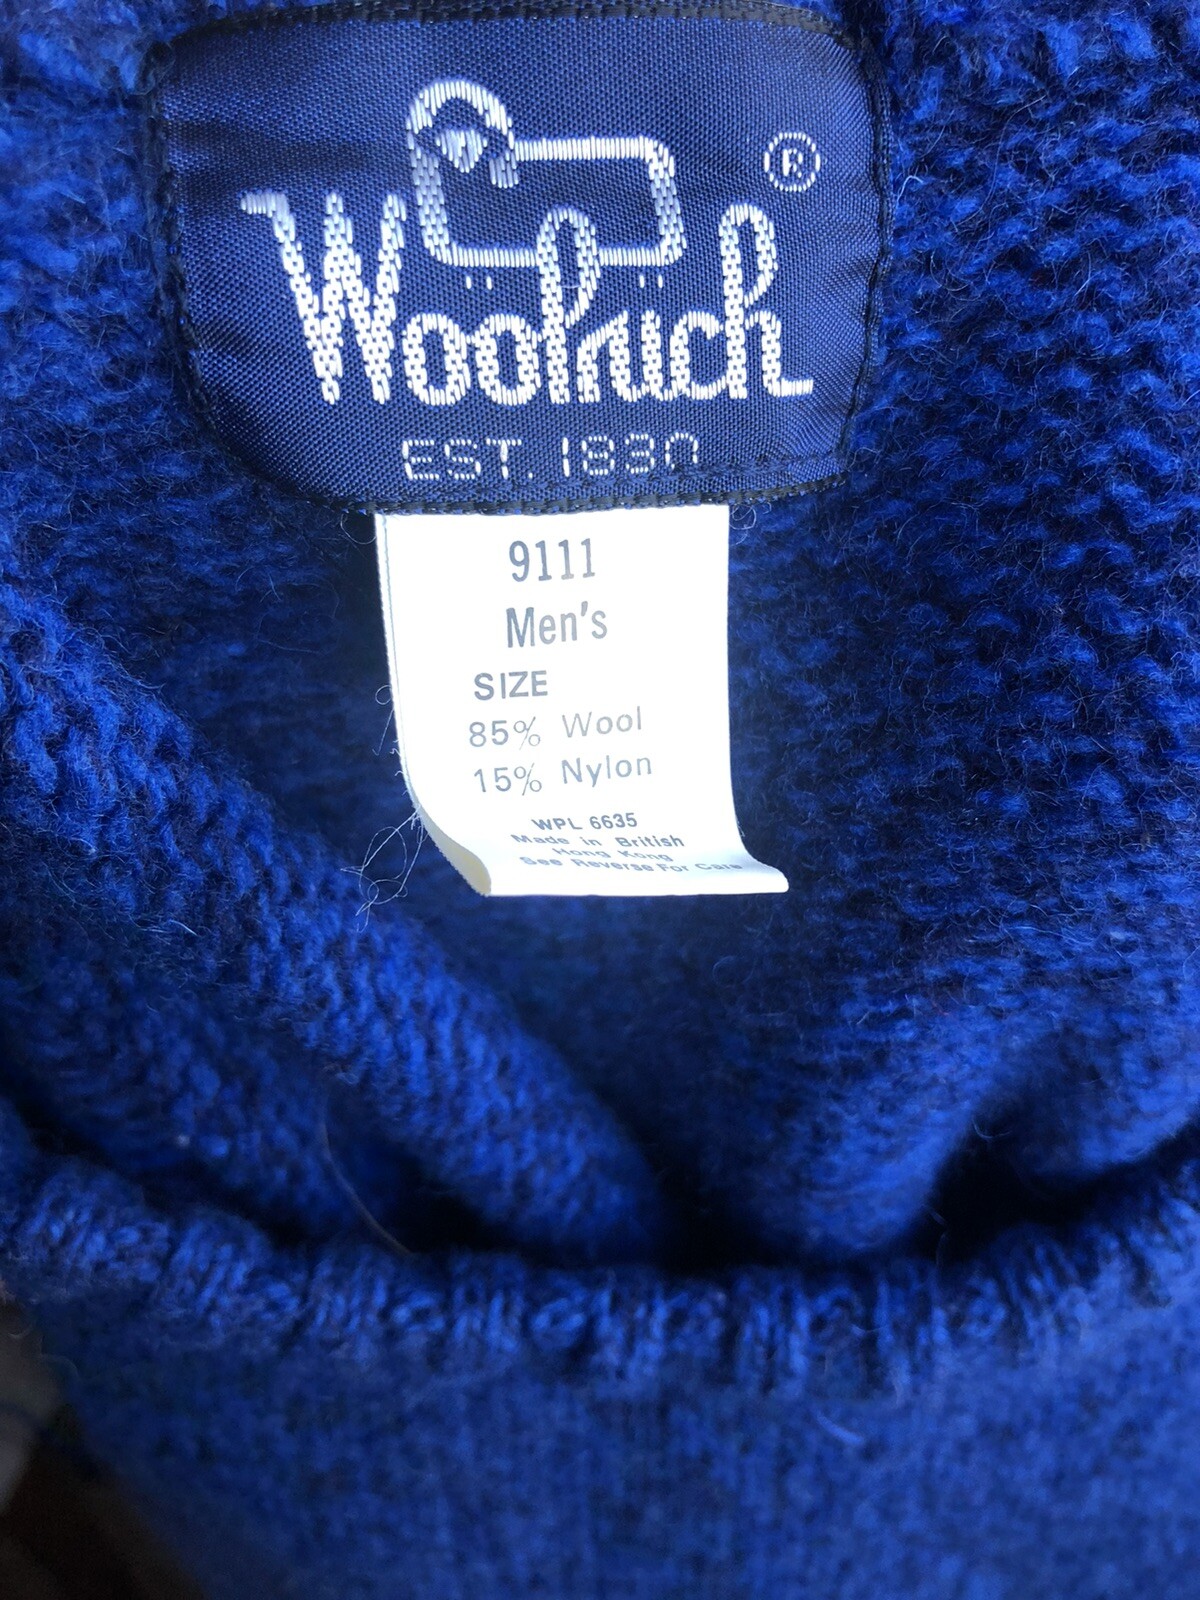 ®
Woolrich
EST. 1830
9111
Men's
SIZE
85% Wool
15% Nylon
WPL 6635
Made in British
Hong Kong
See Reverse For Care